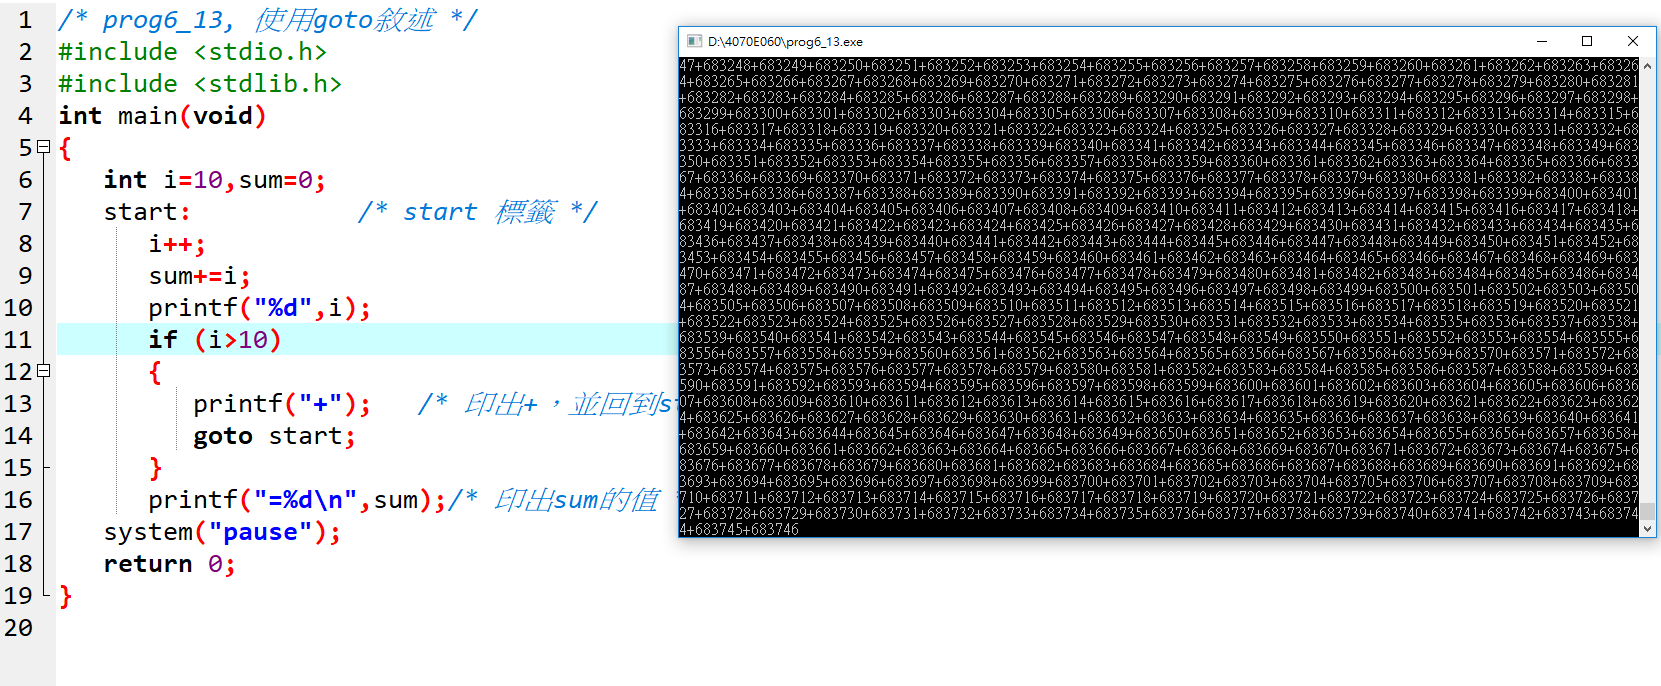 1 /* prog6_13, 使用goto敘述 */
2 #include <stdio.h>
3 #include <stdlib.h>
4 int main(void)
5 {
6 int i=10,sum=0;
7 start: /* start 標籤 */
8 i++;
9 sum+=i;
10 printf("%d",i);
11 if (i>10)
12 {
13 printf("+"); /* 印出+，並回到s
14 goto start;
15 }
16 printf("=%d\n",sum);/* 印出sum的值
17 system("pause");
18 return 0;
19 }
20
D:\4070E060\prog6_13.exe
47+683248+683249+683250+683251+683252+683253+683254+683255+683256+683257+683258+683259+683260+683261+683262+683263+68326
4+683265+683266+683267+683268+683269+683270+683271+683272+683273+683274+683275+683276+683277+683278+683279+683280+683281
+683282+683283+683284+683285+683286+683287+683288+683289+683290+683291+683292+683293+683294+683295+683296+683297+683298+
683299+683300+683301+683302+683303+683304+683305+683306+683307+683308+683309+683310+683311+683312+683313+683314+683315+6
83316+683317+683318+683319+683320+683321+683322+683323+683324+683325+683326+683327+683328+683329+683330+683331+683332+68
3333+683334+683335+683336+683337+683338+683339+683340+683341+683342+683343+683344+683345+683346+683347+683348+683349+683
350+683351+683352+683353+683354+683355+683356+683357+683358+683359+683360+683361+683362+683363+683364+683365+683366+6833
67+683368+683369+683370+683371+683372+683373+683374+683375+683376+683377+683378+683379+683380+683381+683382+683383+68338
4+683385+683386+683387+683388+683389+683390+683391+683392+683393+683394+683395+683396+683397+683398+683399+683400+683401
+683402+683403+683404+683405+683406+683407+683408+683409+683410+683411+683412+683413+683414+683415+683416+683417+683418+
683419+683420+683421+683422+683423+683424+683425+683426+683427+683428+683429+683430+683431+683432+683433+683434+683435+6
83436+683437+683438+683439+683440+683441+683442+683443+683444+683445+683446+683447+683448+683449+683450+683451+683452+68
3453+683454+683455+683456+683457+683458+683459+683460+683461+683462+683463+683464+683465+683466+683467+683468+683469+683
470+683471+683472+683473+683474+683475+683476+683477+683478+683479+683480+683481+683482+683483+683484+683485+683486+6834
87+683488+683489+683490+683491+683492+683493+683494+683495+683496+683497+683498+683499+683500+683501+683502+683503+68350
4+683505+683506+683507+683508+683509+683510+683511+683512+683513+683514+683515+683516+683517+683518+683519+683520+683521
+683522+683523+683524+683525+683526+683527+683528+683529+683530+683531+683532+683533+683534+683535+683536+683537+683538+
683539+683540+683541+683542+683543+683544+683545+683546+683547+683548+683549+683550+683551+683552+683553+683554+683555+6
83556+683557+683558+683559+683560+683561+683562+683563+683564+683565+683566+683567+683568+683569+683570+683571+683572+68
3573+683574+683575+683576+683577+683578+683579+683580+683581+683582+683583+683584+683585+683586+683587+683588+683589+683
590+683591+683592+683593+683594+683595+683596+683597+683598+683599+683600+683601+683602+683603+683604+683605+683606+6836
07+683608+683609+683610+683611+683612+683613+683614+683615+683616+683617+683618+683619+683620+683621+683622+683623+68362
4+683625+683626+683627+683628+683629+683630+683631+683632+683633+683634+683635+683636+683637+683638+683639+683640+683641
+683642+683643+683644+683645+683646+683647+683648+683649+683650+683651+683652+683653+683654+683655+683656+683657+683658+
683659+683660+683661+683662+683663+683664+683665+683666+683667+683668+683669+683670+683671+683672+683673+683674+683675+6
83676+683677+683678+683679+683680+683681+683682+683683+683684+683685+683686+683687+683688+683689+683690+683691+683692+68
3693+683694+683695+683696+683697+683698+683699+683700+683701+683702+683703+683704+683705+683706+683707+683708+683709+683
710+683711+683712+683713+683714+683715+683716+683717+683718+683719+683720+683721+683722+683723+683724+683725+683726+6837
27+683728+683729+683730+683731+683732+683733+683734+683735+683736+683737+683738+683739+683740+683741+683742+683743+68374
4+683745+683746